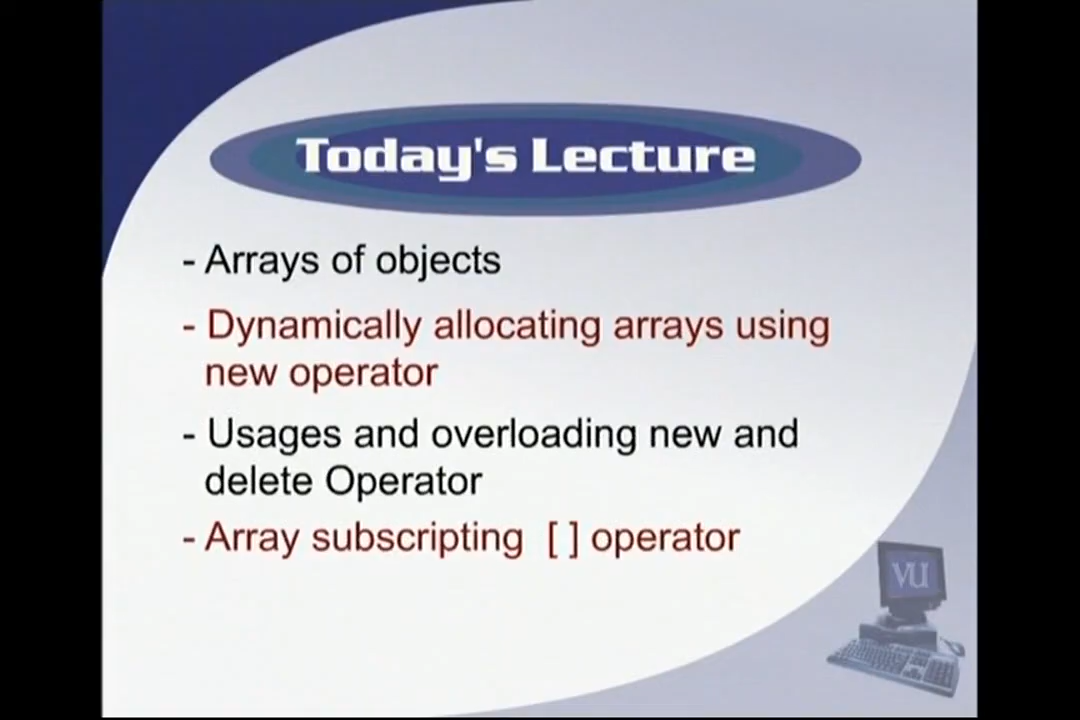 Today's Lecture
- Arrays of objects
- Dynamically allocating arrays using
new operator
- Usages and overloading new and
delete Operator
- Array subscripting [ ] operator
VU